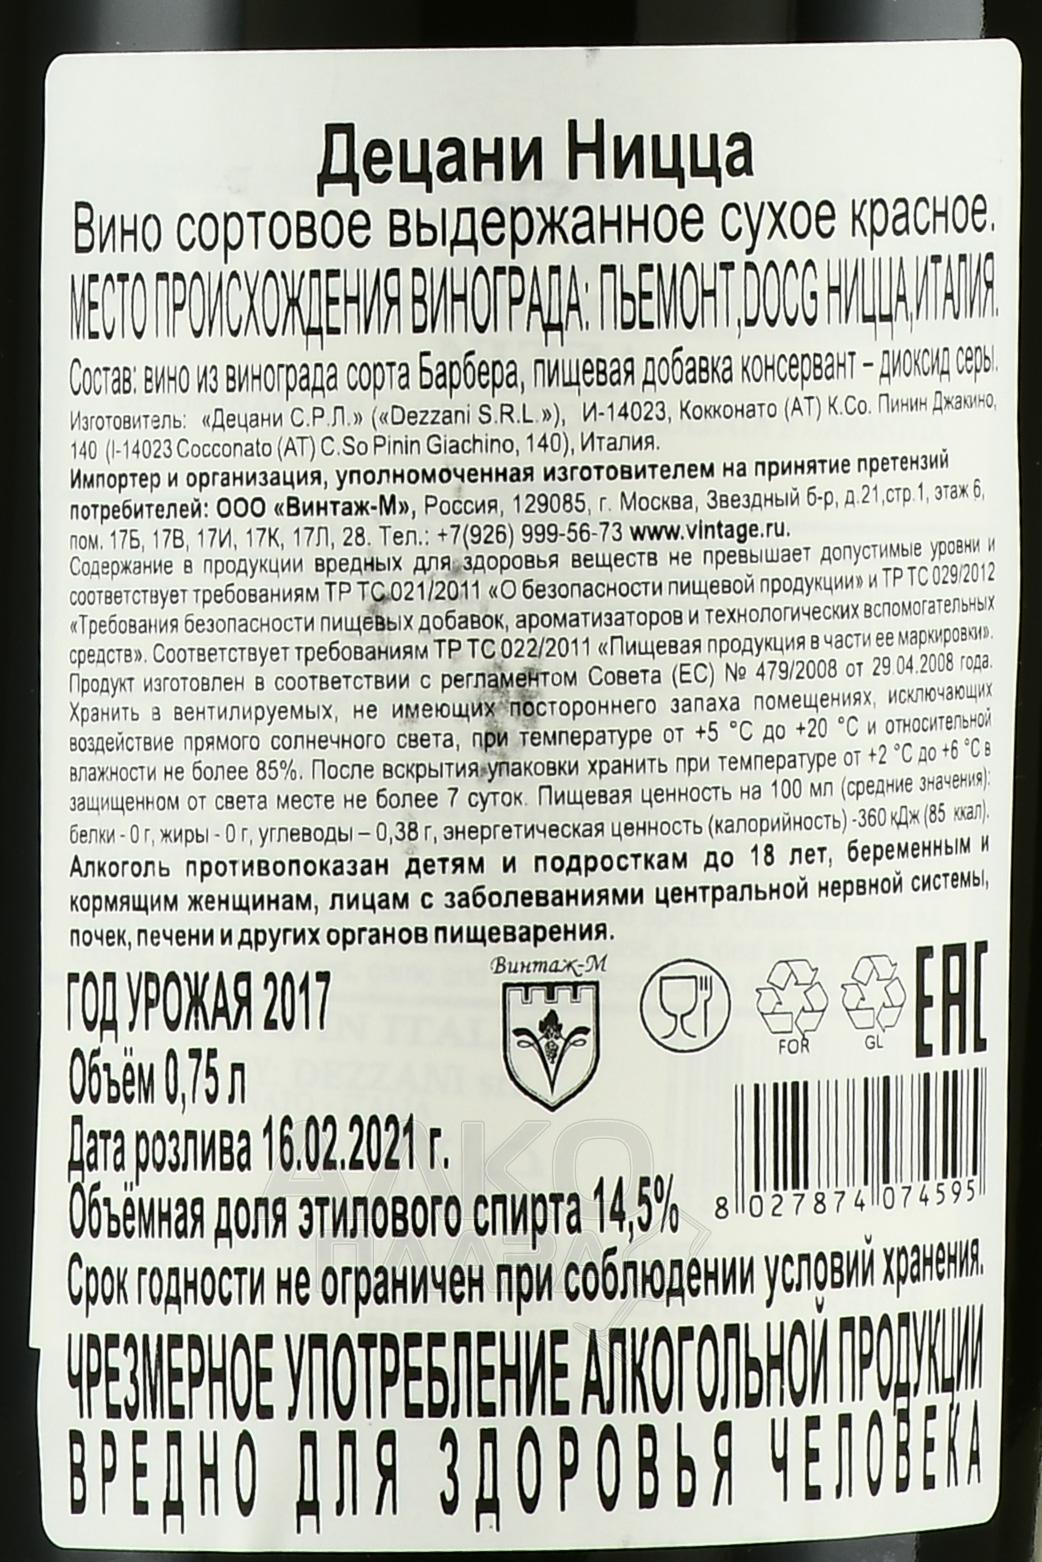 Децани Ницца
Вино сортовое выдержанное сухое красное.
МЕСТО ПРОИСХОЖДЕНИЯ ВИНОГРАДА: ПЬЕМОНТ,DOCG НИЦЦА,ИТАЛИЯ.
Состав: вино из винограда сорта Барбера, пищевая добавка консервант – диоксид серы.
Изготовитель: «Децани С.Р.Л.» («Dezzani S.R.L.»), И-14023, Кокконато (АТ) К.Со. Пинин Джакино,
140 (I-14023 Cocconato (AT) C.So Pinin Giachino, 140), Италия.
Импортер и организация, уполномоченная изготовителем на принятие претензий
потребителей: ООО «Винтаж-М», Россия, 129085, г. Москва, Звездный б-р, д.21,стр.1, этаж 6,
пом. 17Б, 17В, 17И, 17К, 17Л, 28. Тел.: +7(926) 999-56-73 www.vintage.ru.
Содержание в продукции вредных для здоровья веществ не превышает допустимые уровни и
соответствует требованиям ТР ТС 021/2011 «О безопасности пищевой продукции» и ТР ТС 029/2012
«Требования безопасности пищевых добавок, ароматизаторов и технологических вспомогательных
средств». Соответствует требованиям ТР ТС 022/2011 «Пищевая продукция в части ее маркировки».
Продукт изготовлен в соответствии с регламентом Совета (ЕС) № 479/2008 от 29.04.2008 года.
Хранить в вентилируемых, не имеющих постороннего запаха помещениях, исключающих
воздействие прямого солнечного света, при температуре от +5 °С до +20 °С и относительной
влажности не более 85%. После вскрытия упаковки хранить при температуре от +2 °С до +6 °С в
защищенном от света месте не более 7 суток. Пищевая ценность на 100 мл (средние значения):
белки - 0 г, жиры - 0 г, углеводы – 0,38 г, энергетическая ценность (калорийность) -360 кДж (85 ккал).
Алкоголь противопоказан детям и подросткам до 18 лет, беременным и
кормящим женщинам, лицам с заболеваниями центральной нервной системы,
почек, печени и других органов пищеварения.
Винтаж-М
ГОД УРОЖАЯ 2017
FOR
GL
EAC
Объём 0,75 л
Дата розлива 16.02.2021 г.
Объёмная доля этилового спирта 14,5%
8 027874 074595
Срок годности не ограничен при соблюдении условий хранения.
ЧРЕЗМЕРНОЕ УПОТРЕБЛЕНИЕ АЛКОГОЛЬНОЙ ПРОДУКЦИИ
ВРЕДНО ДЛЯ ЗДОРОВЬЯ ЧЕЛОВЕКА